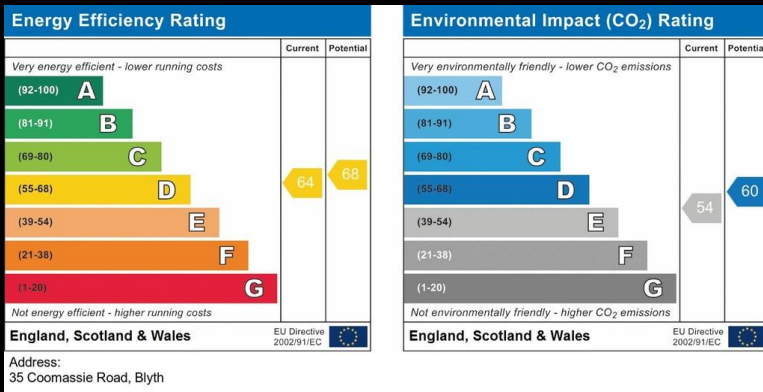 Energy Efficiency Rating
Current Potential
Very energy efficient - lower running costs
(92-100) A
(81-91) B
(69-80) C
(55-68) D
(39-54) E
(21-38) F
(1-20) G
64
68
Not energy efficient - higher running costs
England, Scotland & Wales
EU Directive
2002/91/EC
Environmental Impact (CO₂) Rating
Current Potential
Very environmentally friendly - lower CO₂ emissions
(92-100) A
(81-91) B
(69-80) C
(55-68) D
(39-54) E
(21-38) F
(1-20) G
54
60
Not environmentally friendly - higher CO₂ emissions
England, Scotland & Wales
EU Directive
2002/91/EC
Address:
35 Coomassie Road, Blyth